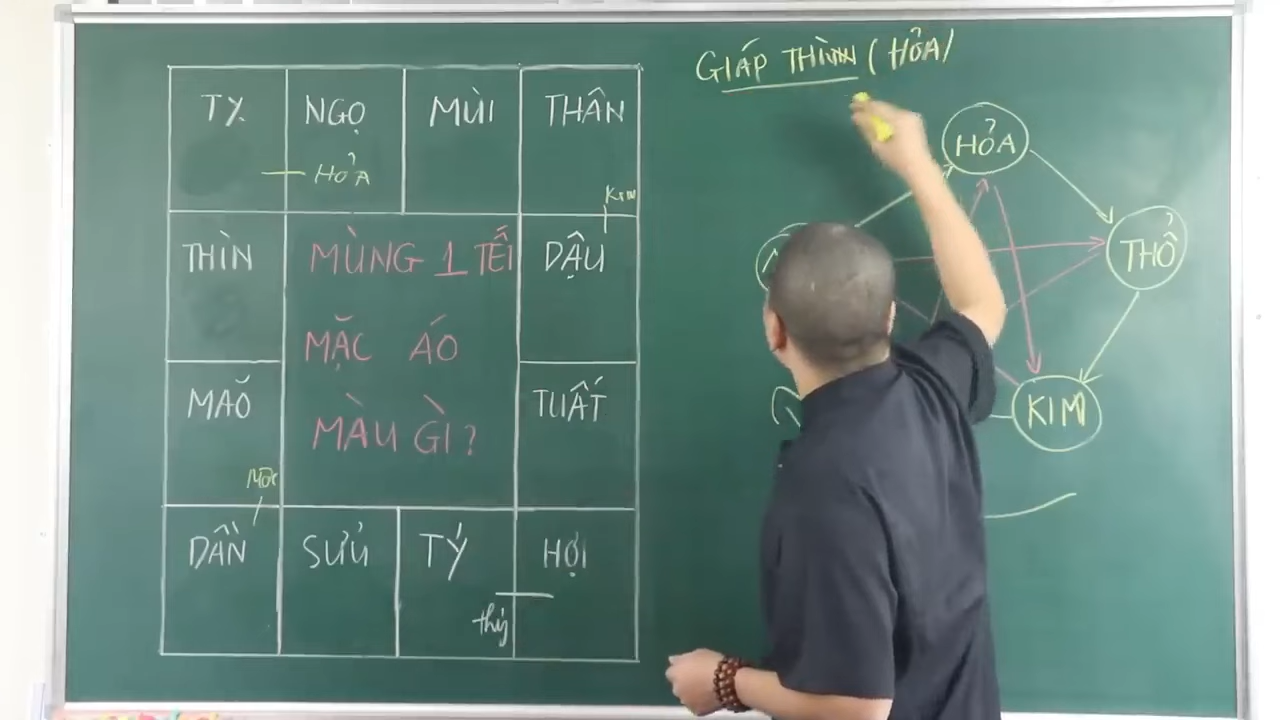 GIÁP THÌN (HỎA)
TỴ NGỌ MÙI THÂN
HỎA
KIM
THÌN DẬU
MÙNG 1 TẾT
MẶC ÁO
MÀU GÌ?
MÃO TUẤT
MỘC
DẦN SỬU TÝ HỢI
thủy
HỎA
THỔ
KIM